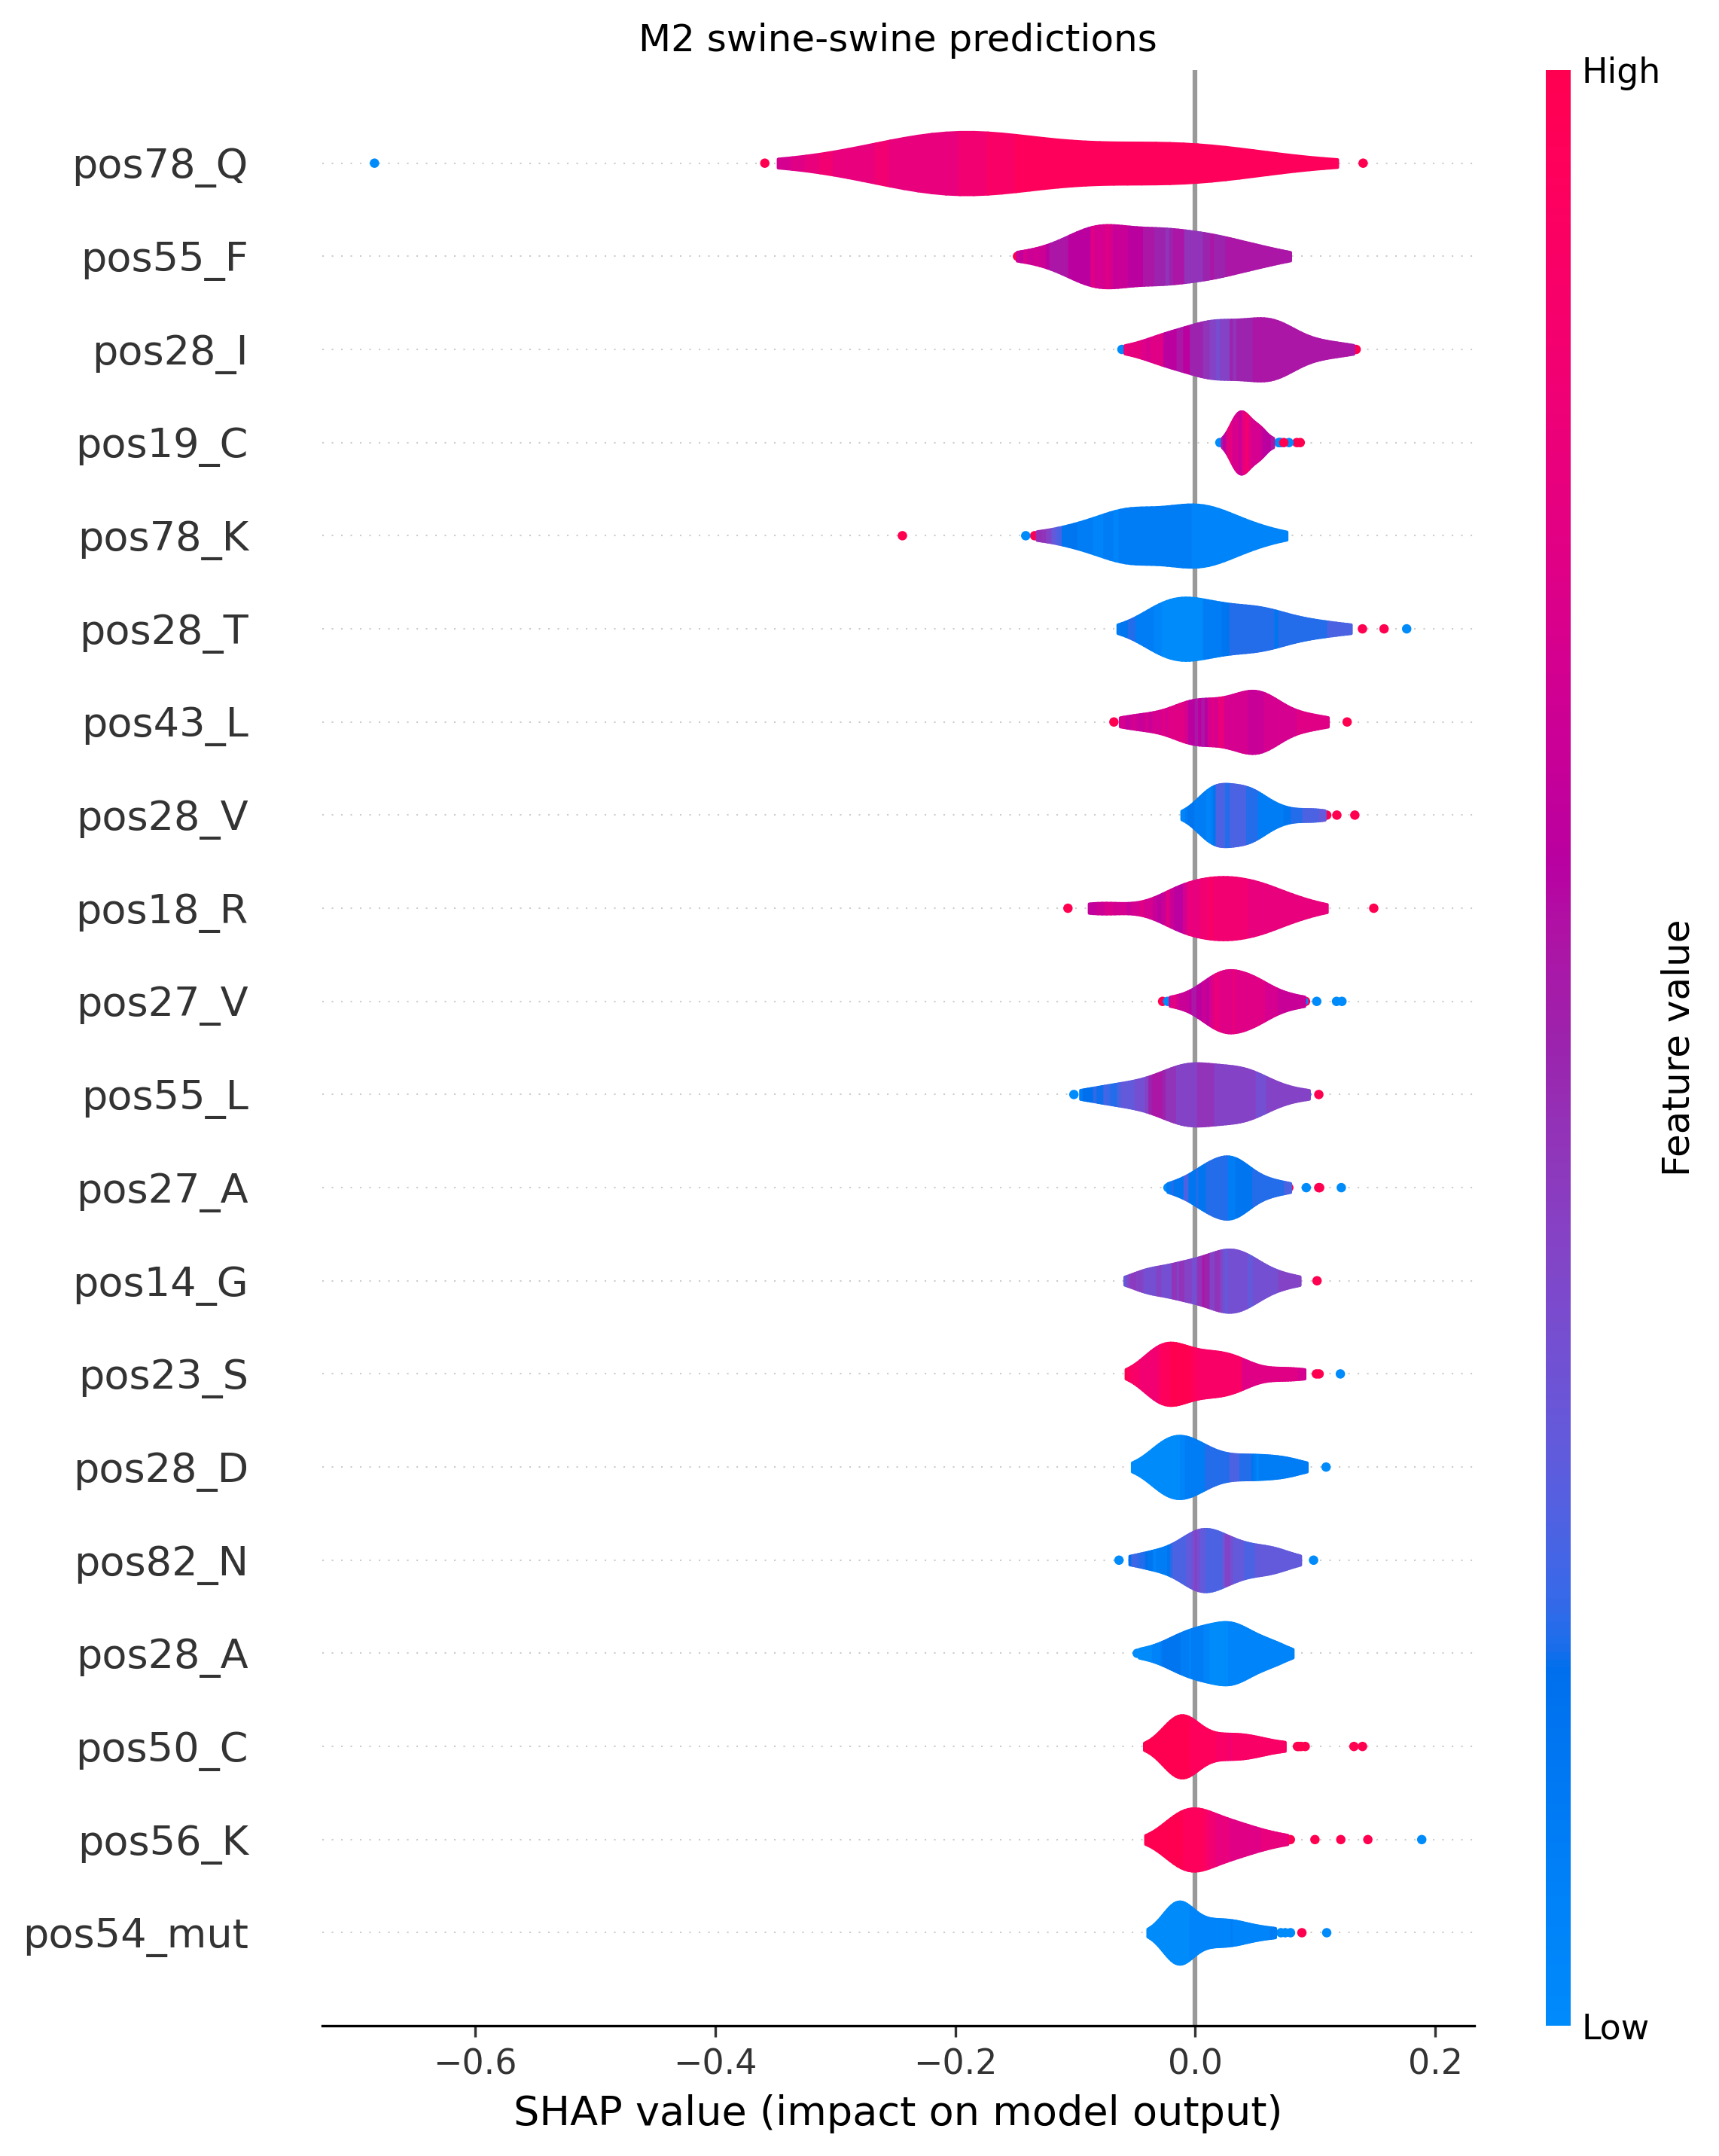 M2 swine-swine predictions
High
pos78_Q
pos55_F
pos28_I
pos19_C
pos78_K
pos28_T
pos43_L
pos28_V
pos18_R
pos27_V
pos55_L
pos27_A
pos14_G
pos23_S
pos28_D
pos82_N
pos28_A
pos50_C
pos56_K
pos54_mut
Feature value
Low
−0.6 −0.4 −0.2 0.0 0.2
SHAP value (impact on model output)